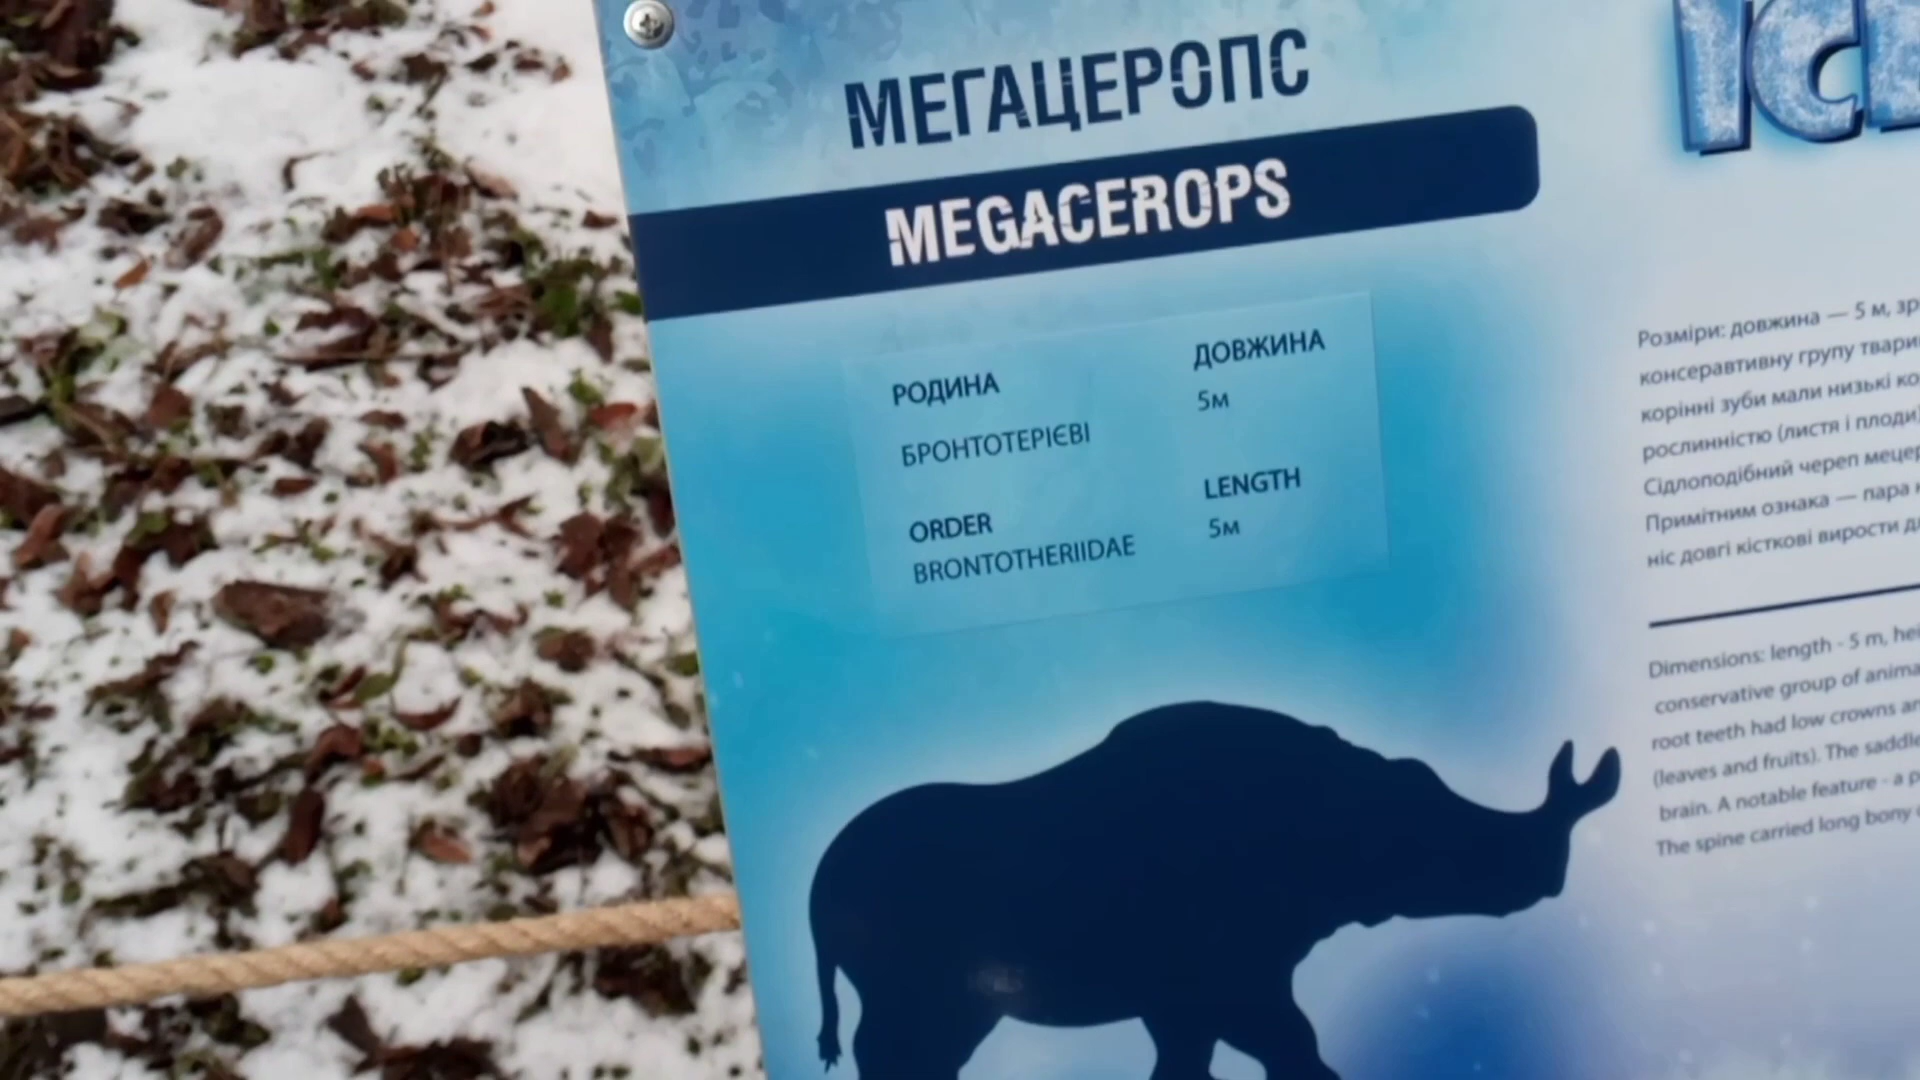 МЕГАЦЕРОПС
MEGACEROPS
РОДИНА
БРОНТОТЕРІЄВІ
ORDER
BRONTOTHERIIDAE
ДОВЖИНА
5м
LENGTH
5м
Розміри: довжина — 5 м,
консервативну групу
корінні зуби мали низькі
рослинністю (листя і плоди)
Сідлоподібний череп
Примітним ознака — пара
ніс довгі кісткові вирости
Dimensions: length - 5 m,
conservative group of
root teeth had low crowns
(leaves and fruits). The
brain. A notable feature - a
The spine carried long bony